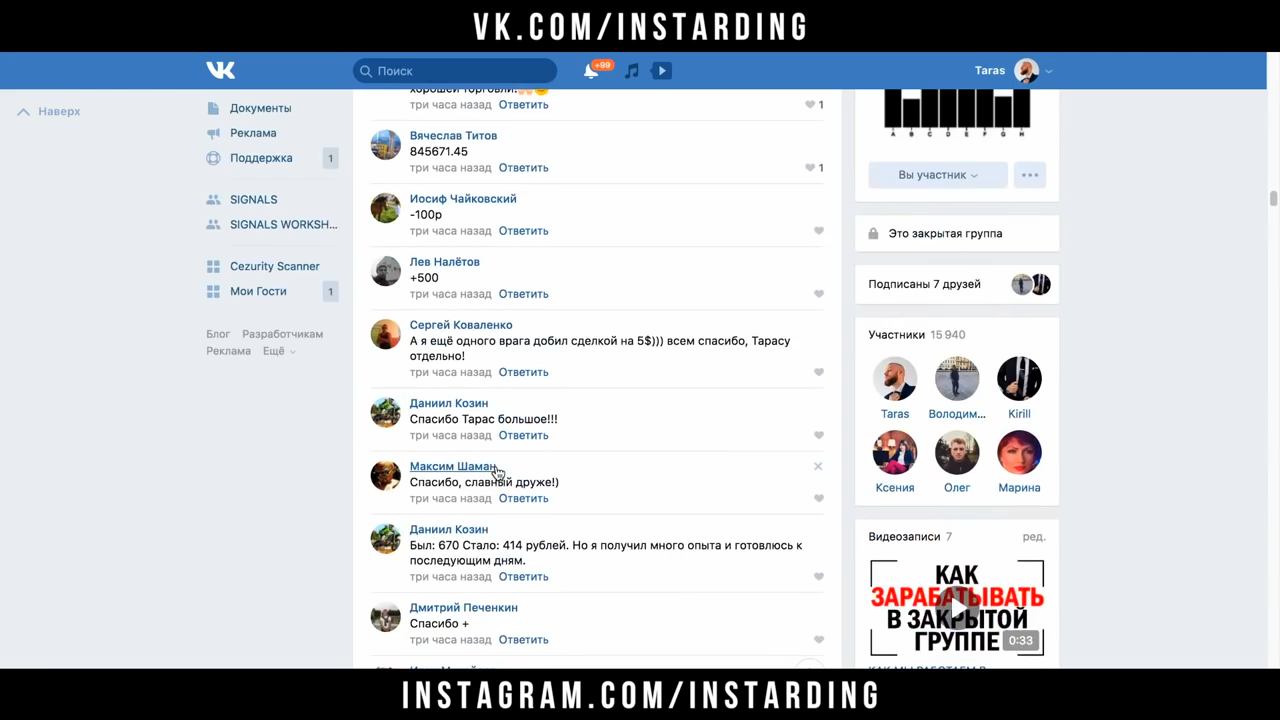 VK.COM/INSTARDING
Поиск
+99
Taras
Наверх
Документы
Реклама
Поддержка 1
SIGNALS
SIGNALS WORKSH...
Cezurity Scanner
Мои Гости 1
Блог Разработчикам
Реклама Ещё
хорошей торговли!
три часа назад Ответить 1
Вячеслав Титов
845671.45
три часа назад Ответить 1
Иосиф Чайковский
-100р
три часа назад Ответить
Лев Налётов
+500
три часа назад Ответить
Сергей Коваленко
А я ещё одного врага добил сделкой на 5$))) всем спасибо, Тарасу
отдельно!
три часа назад Ответить
Даниил Козин
Спасибо Тарас большое!!!
три часа назад Ответить
Максим Шаман
Спасибо, славный друже!)
три часа назад Ответить
Даниил Козин
Был: 670 Стало: 414 рублей. Но я получил много опыта и готовлюсь к
последующим дням.
три часа назад Ответить
Дмитрий Печенкин
Спасибо +
три часа назад Ответить
A B C D E F G H
Вы участник
Это закрытая группа
Подписаны 7 друзей
Участники 15 940
Taras Володим... Kirill
Ксения Олег Марина
Видеозаписи 7 ред.
КАК
ЗАРАБАТЫВАТЬ
В ЗАКРЫТОЙ
ГРУППЕ
0:33
INSTAGRAM.COM/INSTARDING